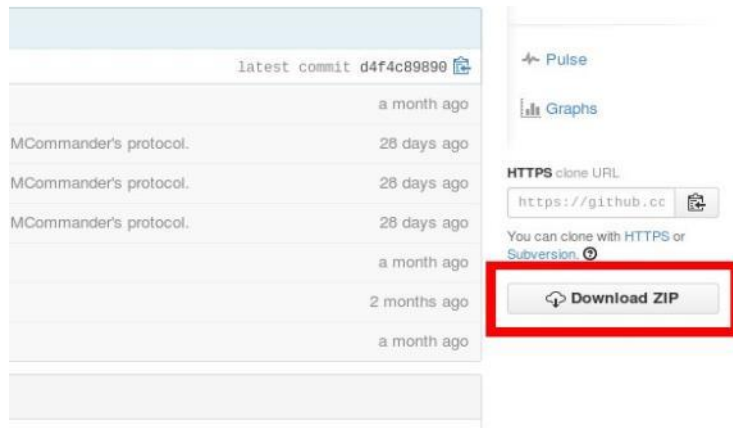 latest commit d4f4c89890
a month ago
MCommander's protocol. 28 days ago
MCommander's protocol. 28 days ago
MCommander's protocol. 28 days ago
a month ago
2 months ago
a month ago
Pulse
Graphs
HTTPS clone URL
https://github.cc
You can clone with HTTPS or
Subversion.
Download ZIP